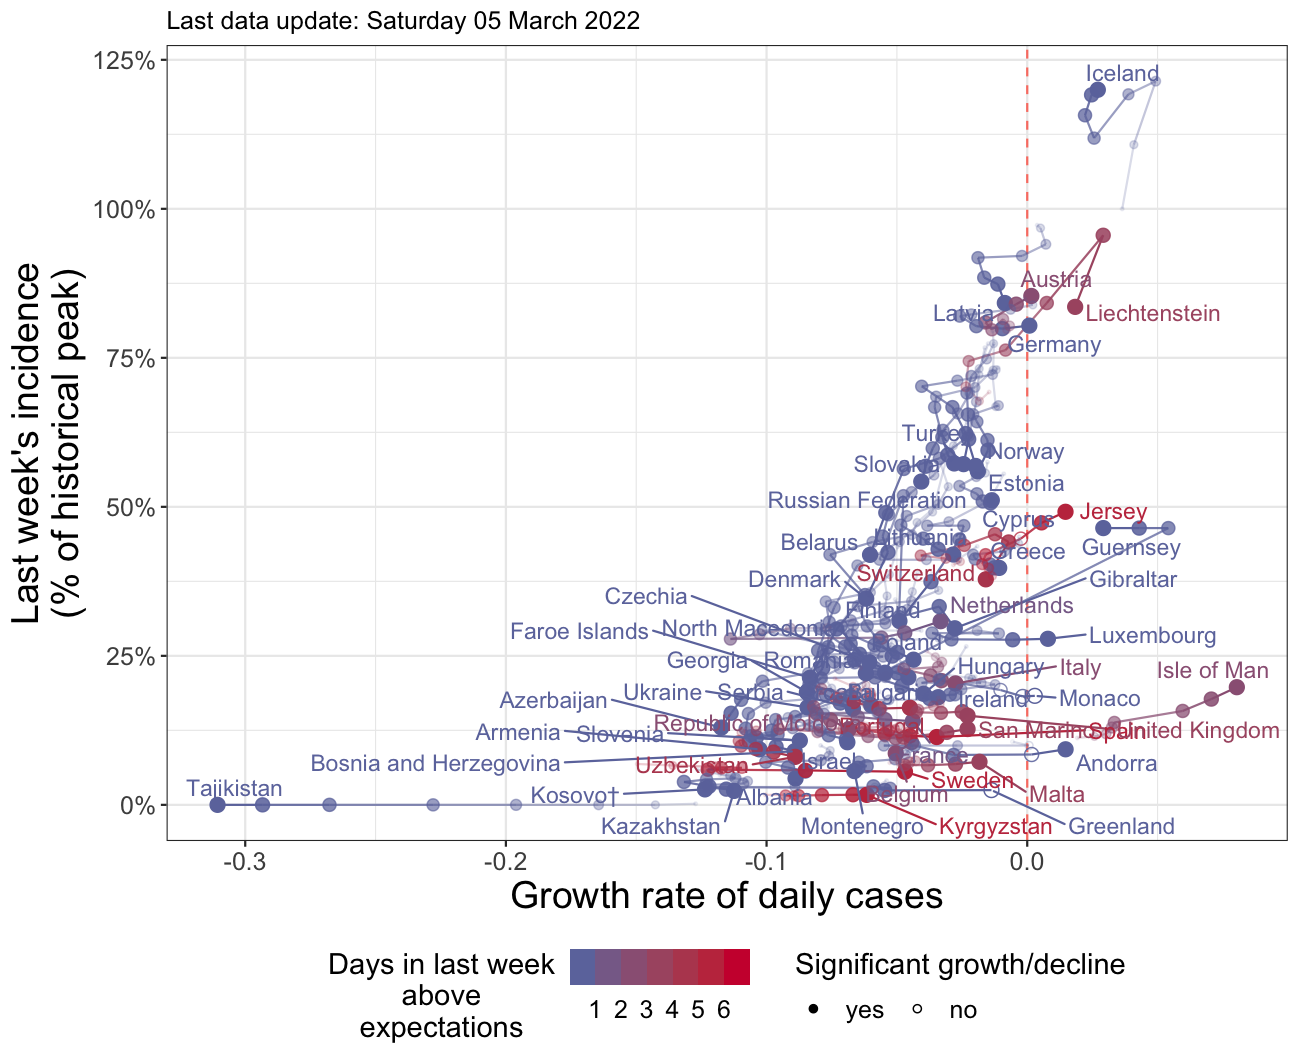 Last data update: Saturday 05 March 2022
Last week's incidence
(% of historical peak)
125%
100%
75%
50%
25%
0%
Iceland
Austria
Latvia
Liechtenstein
Germany
Turkey
Norway
Slovakia
Estonia
Russian Federation
Cyprus
Jersey
Belarus
Lithuania
Greece
Guernsey
Denmark
Switzerland
Gibraltar
Czechia
Finland
Netherlands
Faroe Islands
North Macedonia
Poland
Luxembourg
Georgia
Romania
Hungary
Italy
Isle of Man
Azerbaijan
Ukraine
Serbia
Ireland
Monaco
Armenia
Slovenia
Republic of Moldova
Portugal
San Marino
Spain
United Kingdom
Bosnia and Herzegovina
Uzbekistan
Israel
France
Andorra
Tajikistan
Kosovo†
Albania
Belgium
Sweden
Malta
Kazakhstan
Montenegro
Kyrgyzstan
Greenland
-0.3
-0.2
-0.1
0.0
Growth rate of daily cases
Days in last week
above
expectations
1 2 3 4 5 6
Significant growth/decline
yes
no